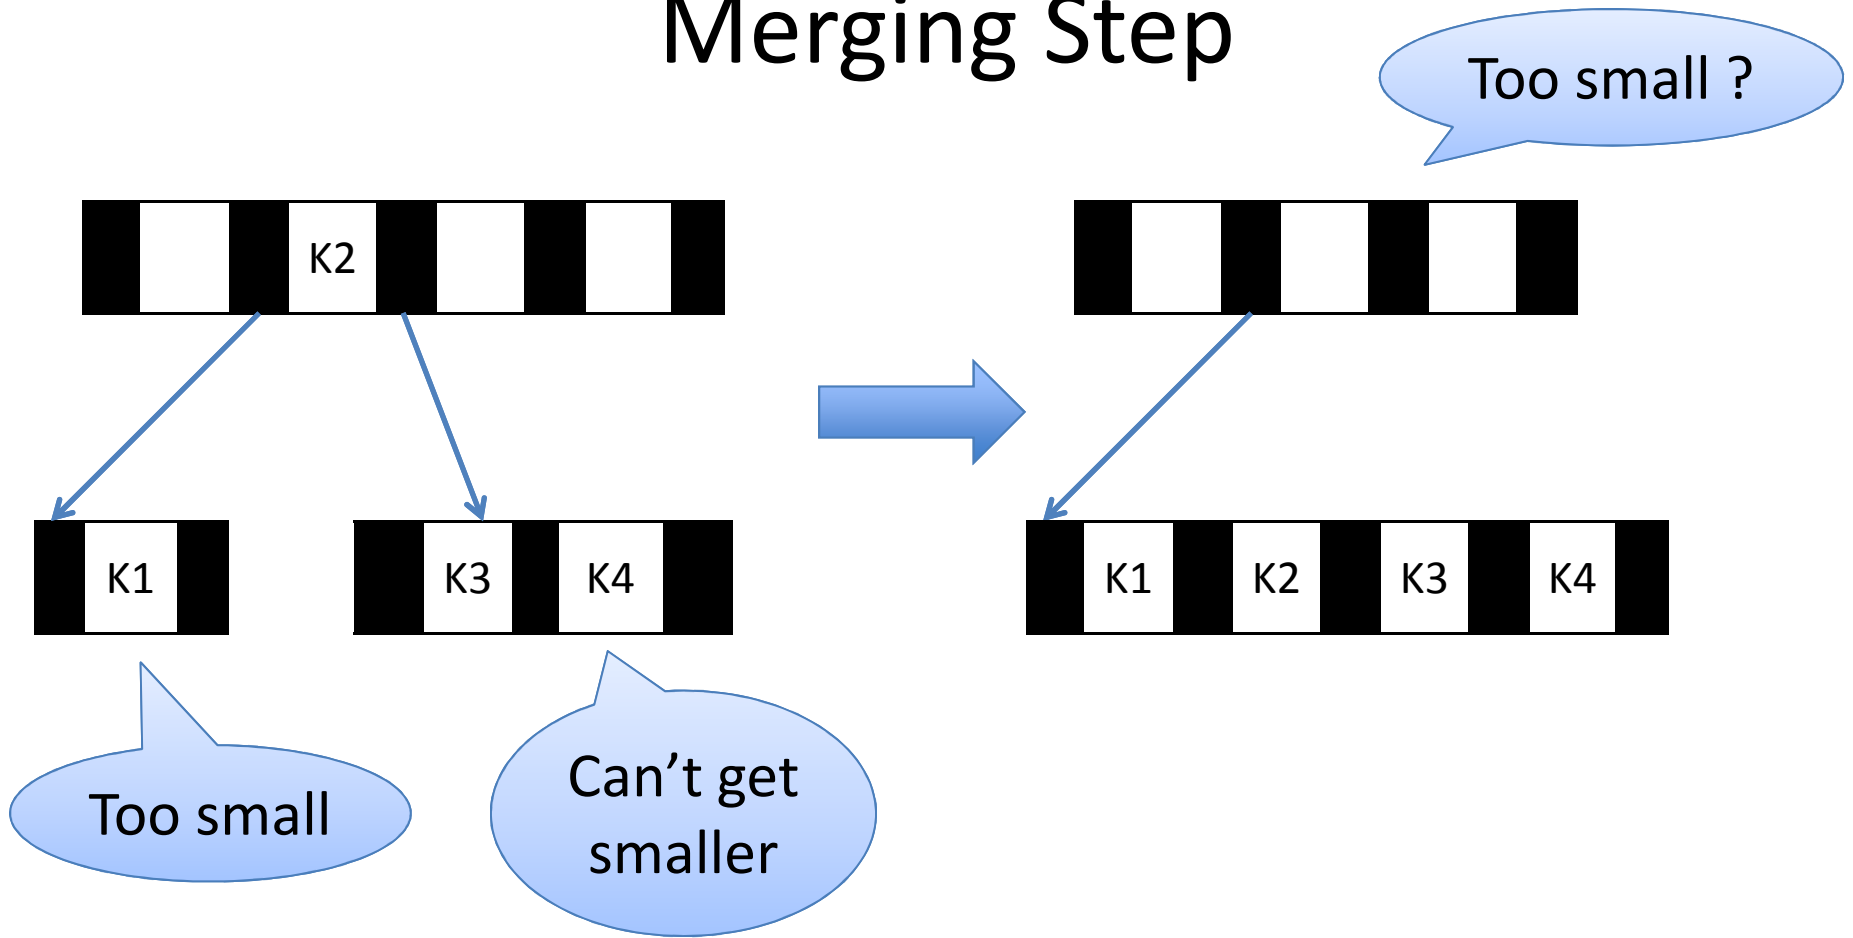 Merging Step
Too small ?
K2
K1
K3
K4
K1
K2
K3
K4
Too small
Can’t get
smaller